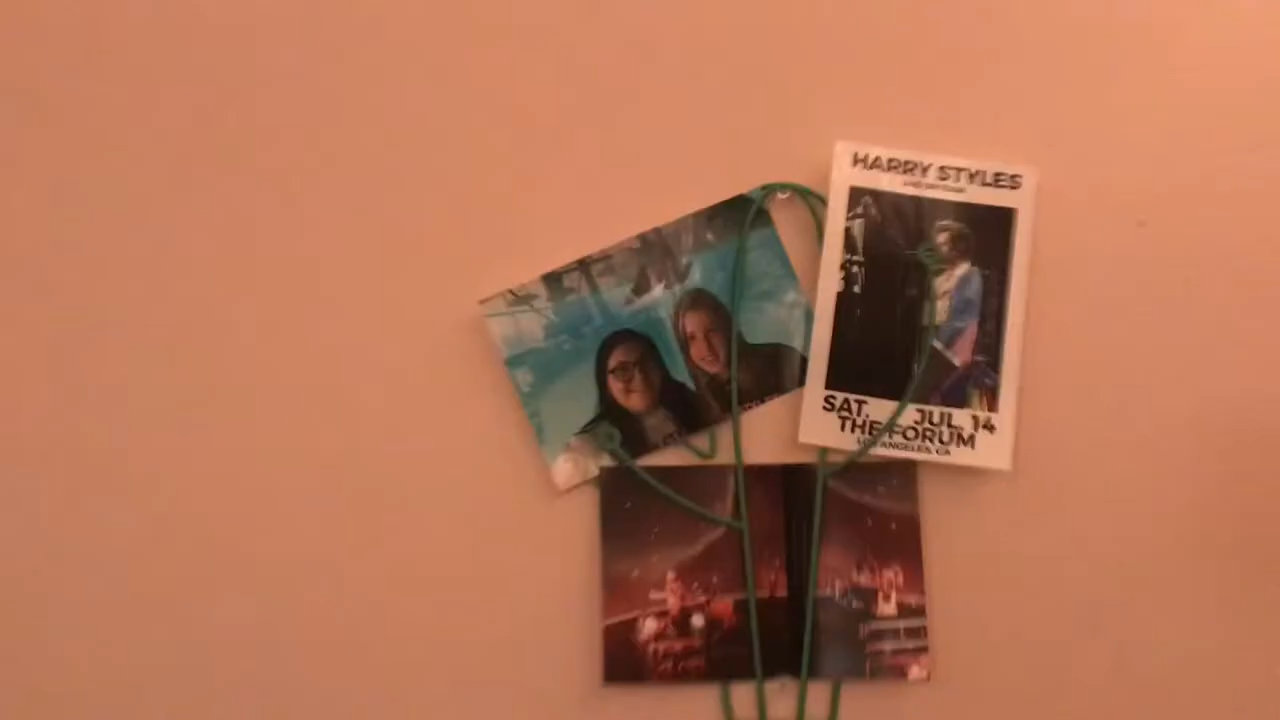 HARRY STYLES
SAT. JUL. 14
THE FORUM
LOS ANGELES, CA